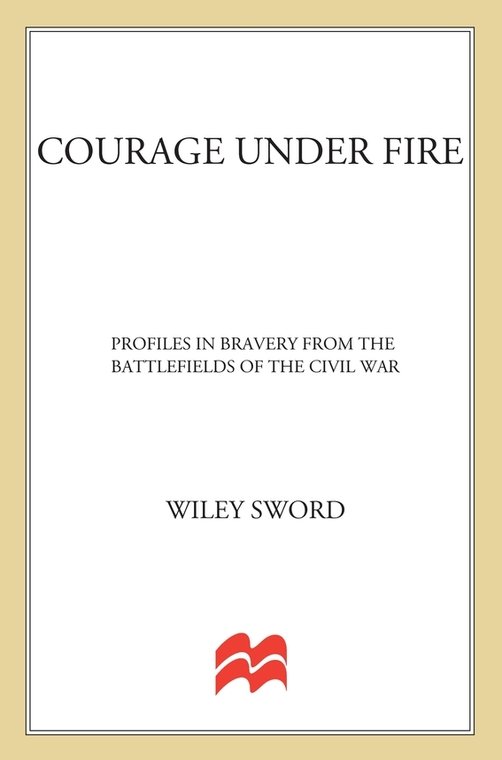 COURAGE UNDER FIRE
PROFILES IN BRAVERY FROM THE
BATTLEFIELDS OF THE CIVIL WAR
WILEY SWORD